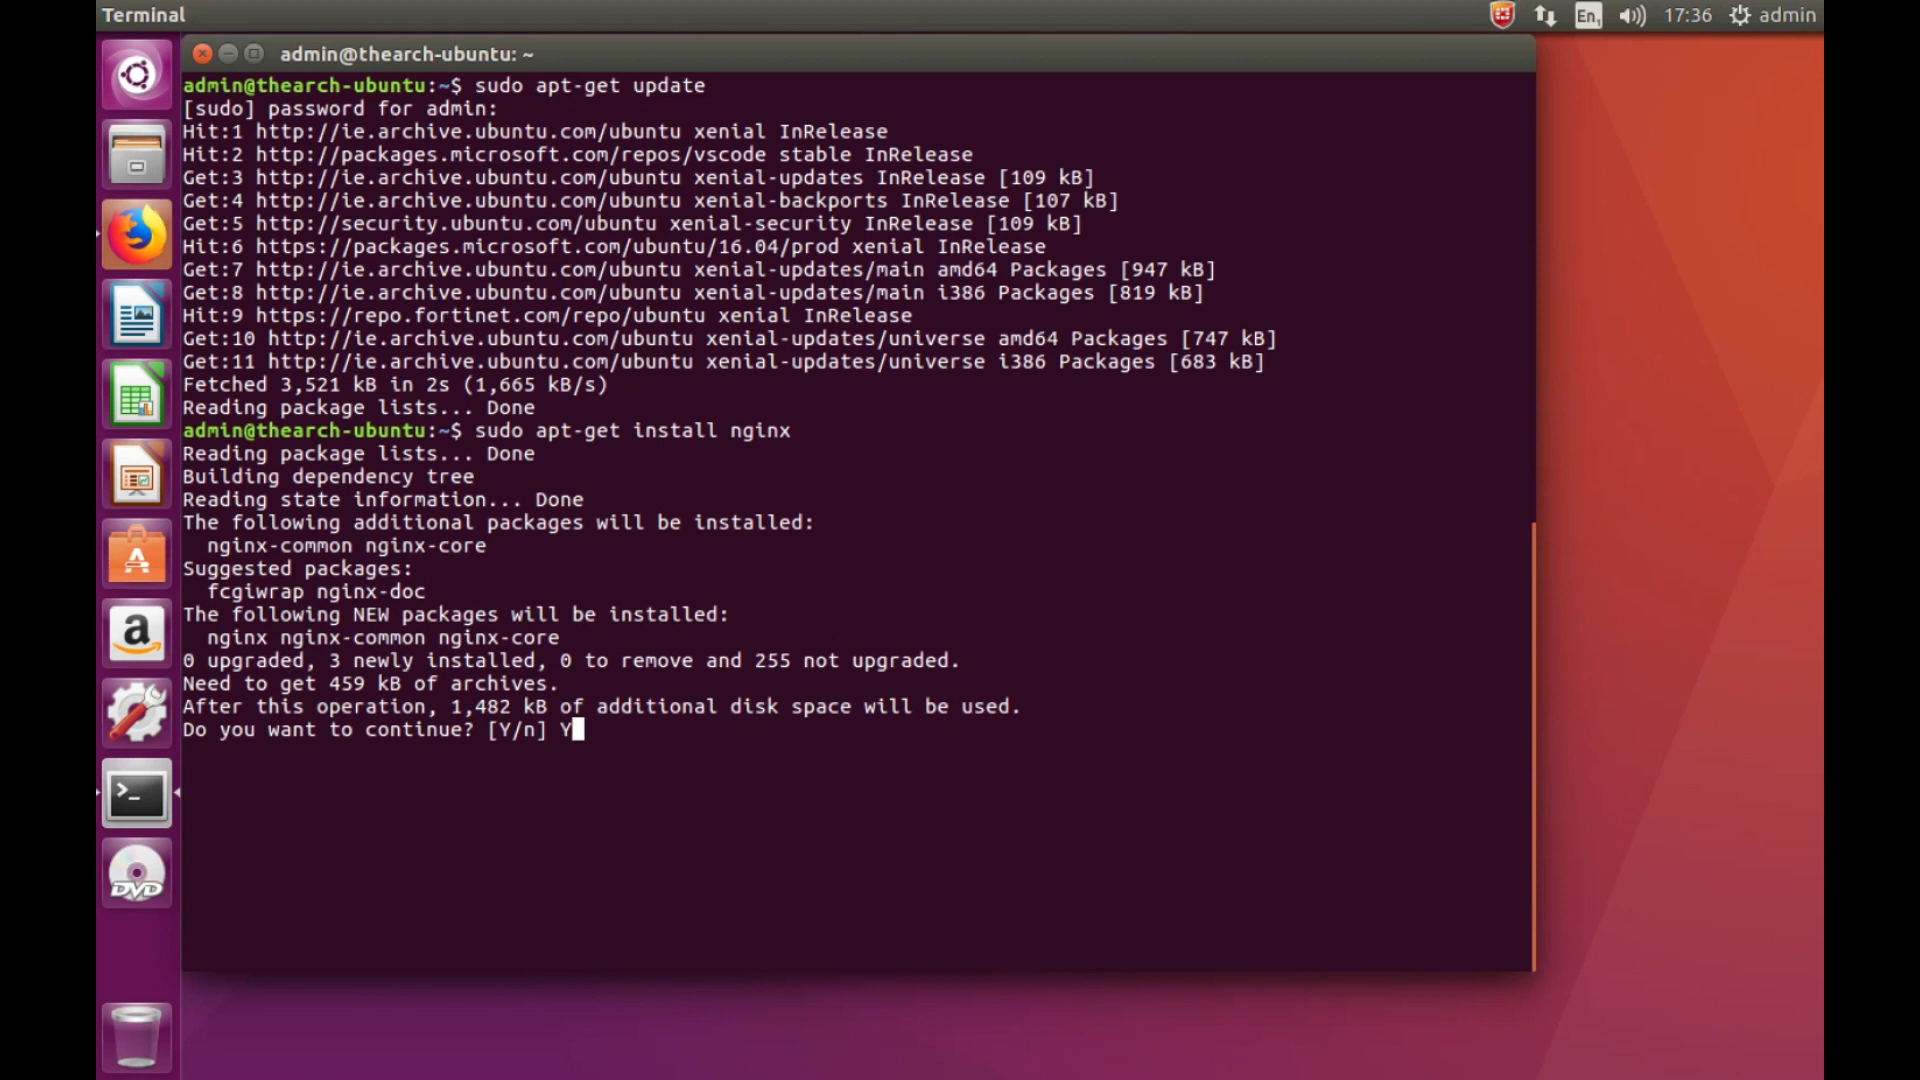 Terminal
En1
17:36
admin
admin@thearch-ubuntu: ~
admin@thearch-ubuntu:~$ sudo apt-get update
[sudo] password for admin:
Hit:1 http://ie.archive.ubuntu.com/ubuntu xenial InRelease
Hit:2 http://packages.microsoft.com/repos/vscode stable InRelease
Get:3 http://ie.archive.ubuntu.com/ubuntu xenial-updates InRelease [109 kB]
Get:4 http://ie.archive.ubuntu.com/ubuntu xenial-backports InRelease [107 kB]
Get:5 http://security.ubuntu.com/ubuntu xenial-security InRelease [109 kB]
Hit:6 https://packages.microsoft.com/ubuntu/16.04/prod xenial InRelease
Get:7 http://ie.archive.ubuntu.com/ubuntu xenial-updates/main amd64 Packages [947 kB]
Get:8 http://ie.archive.ubuntu.com/ubuntu xenial-updates/main i386 Packages [819 kB]
Hit:9 https://repo.fortinet.com/repo/ubuntu xenial InRelease
Get:10 http://ie.archive.ubuntu.com/ubuntu xenial-updates/universe amd64 Packages [747 kB]
Get:11 http://ie.archive.ubuntu.com/ubuntu xenial-updates/universe i386 Packages [683 kB]
Fetched 3,521 kB in 2s (1,665 kB/s)
Reading package lists... Done
admin@thearch-ubuntu:~$ sudo apt-get install nginx
Reading package lists... Done
Building dependency tree
Reading state information... Done
The following additional packages will be installed:
  nginx-common nginx-core
Suggested packages:
  fcgiwrap nginx-doc
The following NEW packages will be installed:
  nginx nginx-common nginx-core
0 upgraded, 3 newly installed, 0 to remove and 255 not upgraded.
Need to get 459 kB of archives.
After this operation, 1,482 kB of additional disk space will be used.
Do you want to continue? [Y/n] Y
A
a
>_
DVD